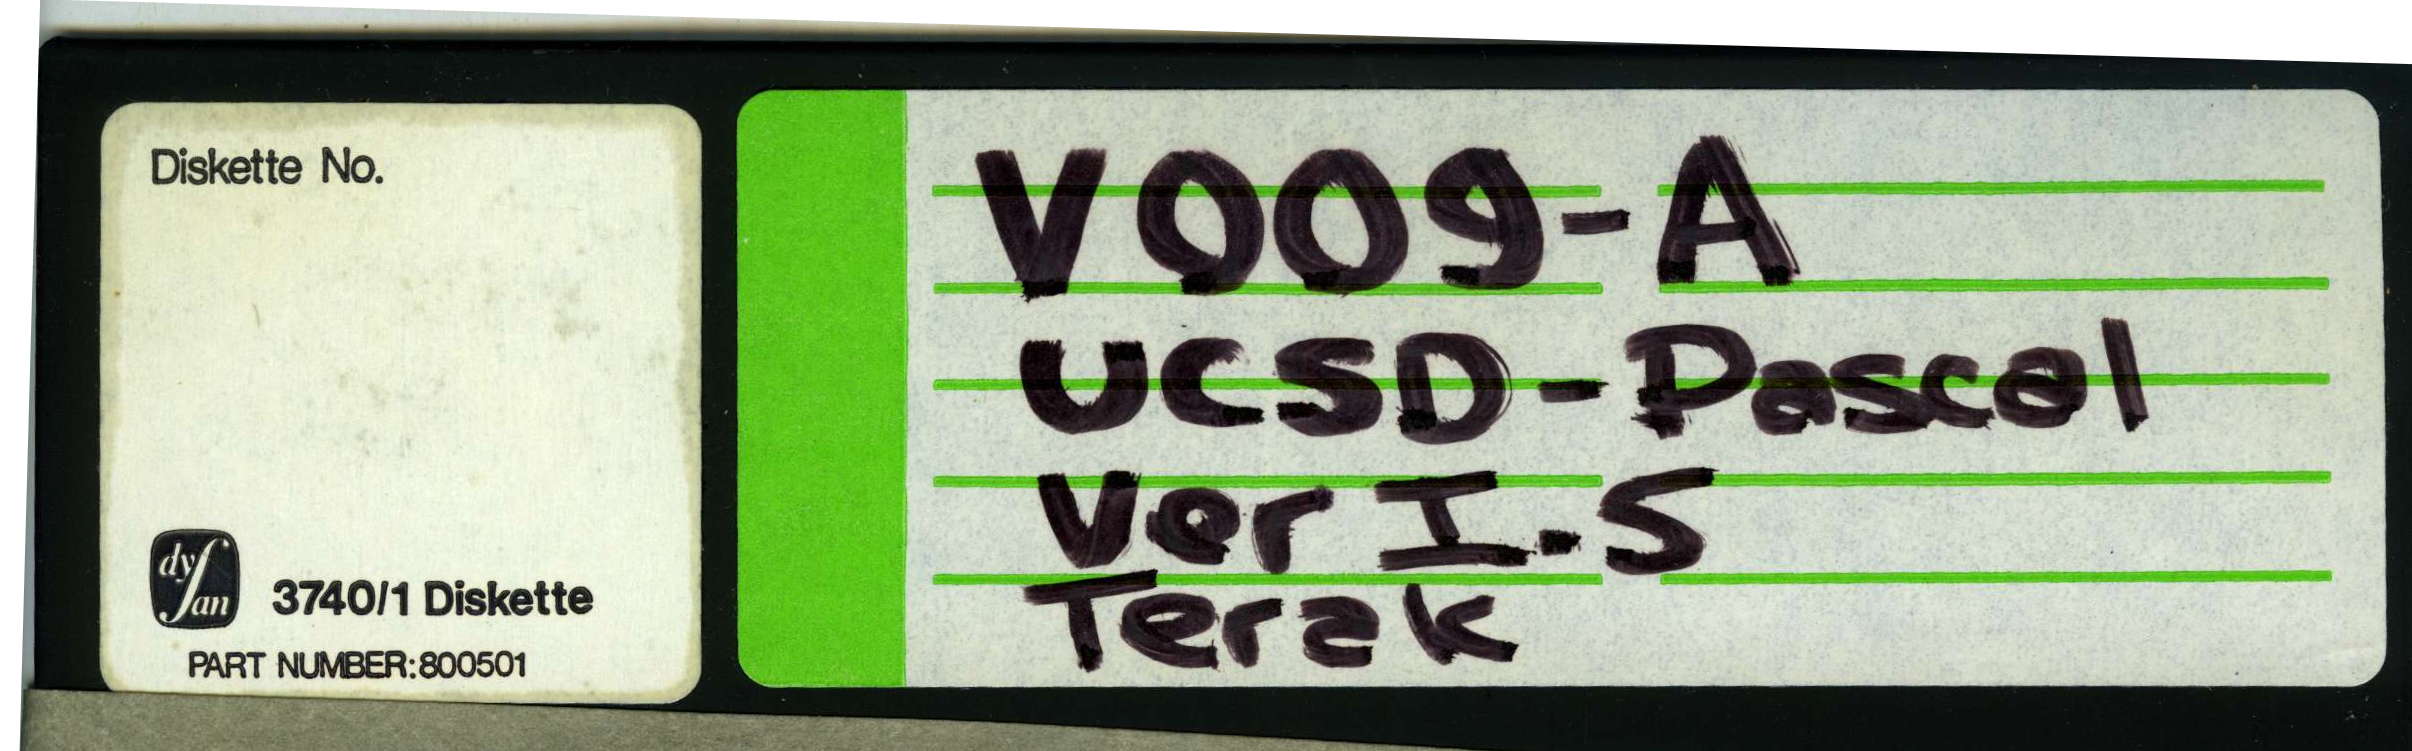 Diskette No.
dysan
3740/1 Diskette
PART NUMBER:800501
V009-A
UCSD-Pascal
Ver I.5
Terak